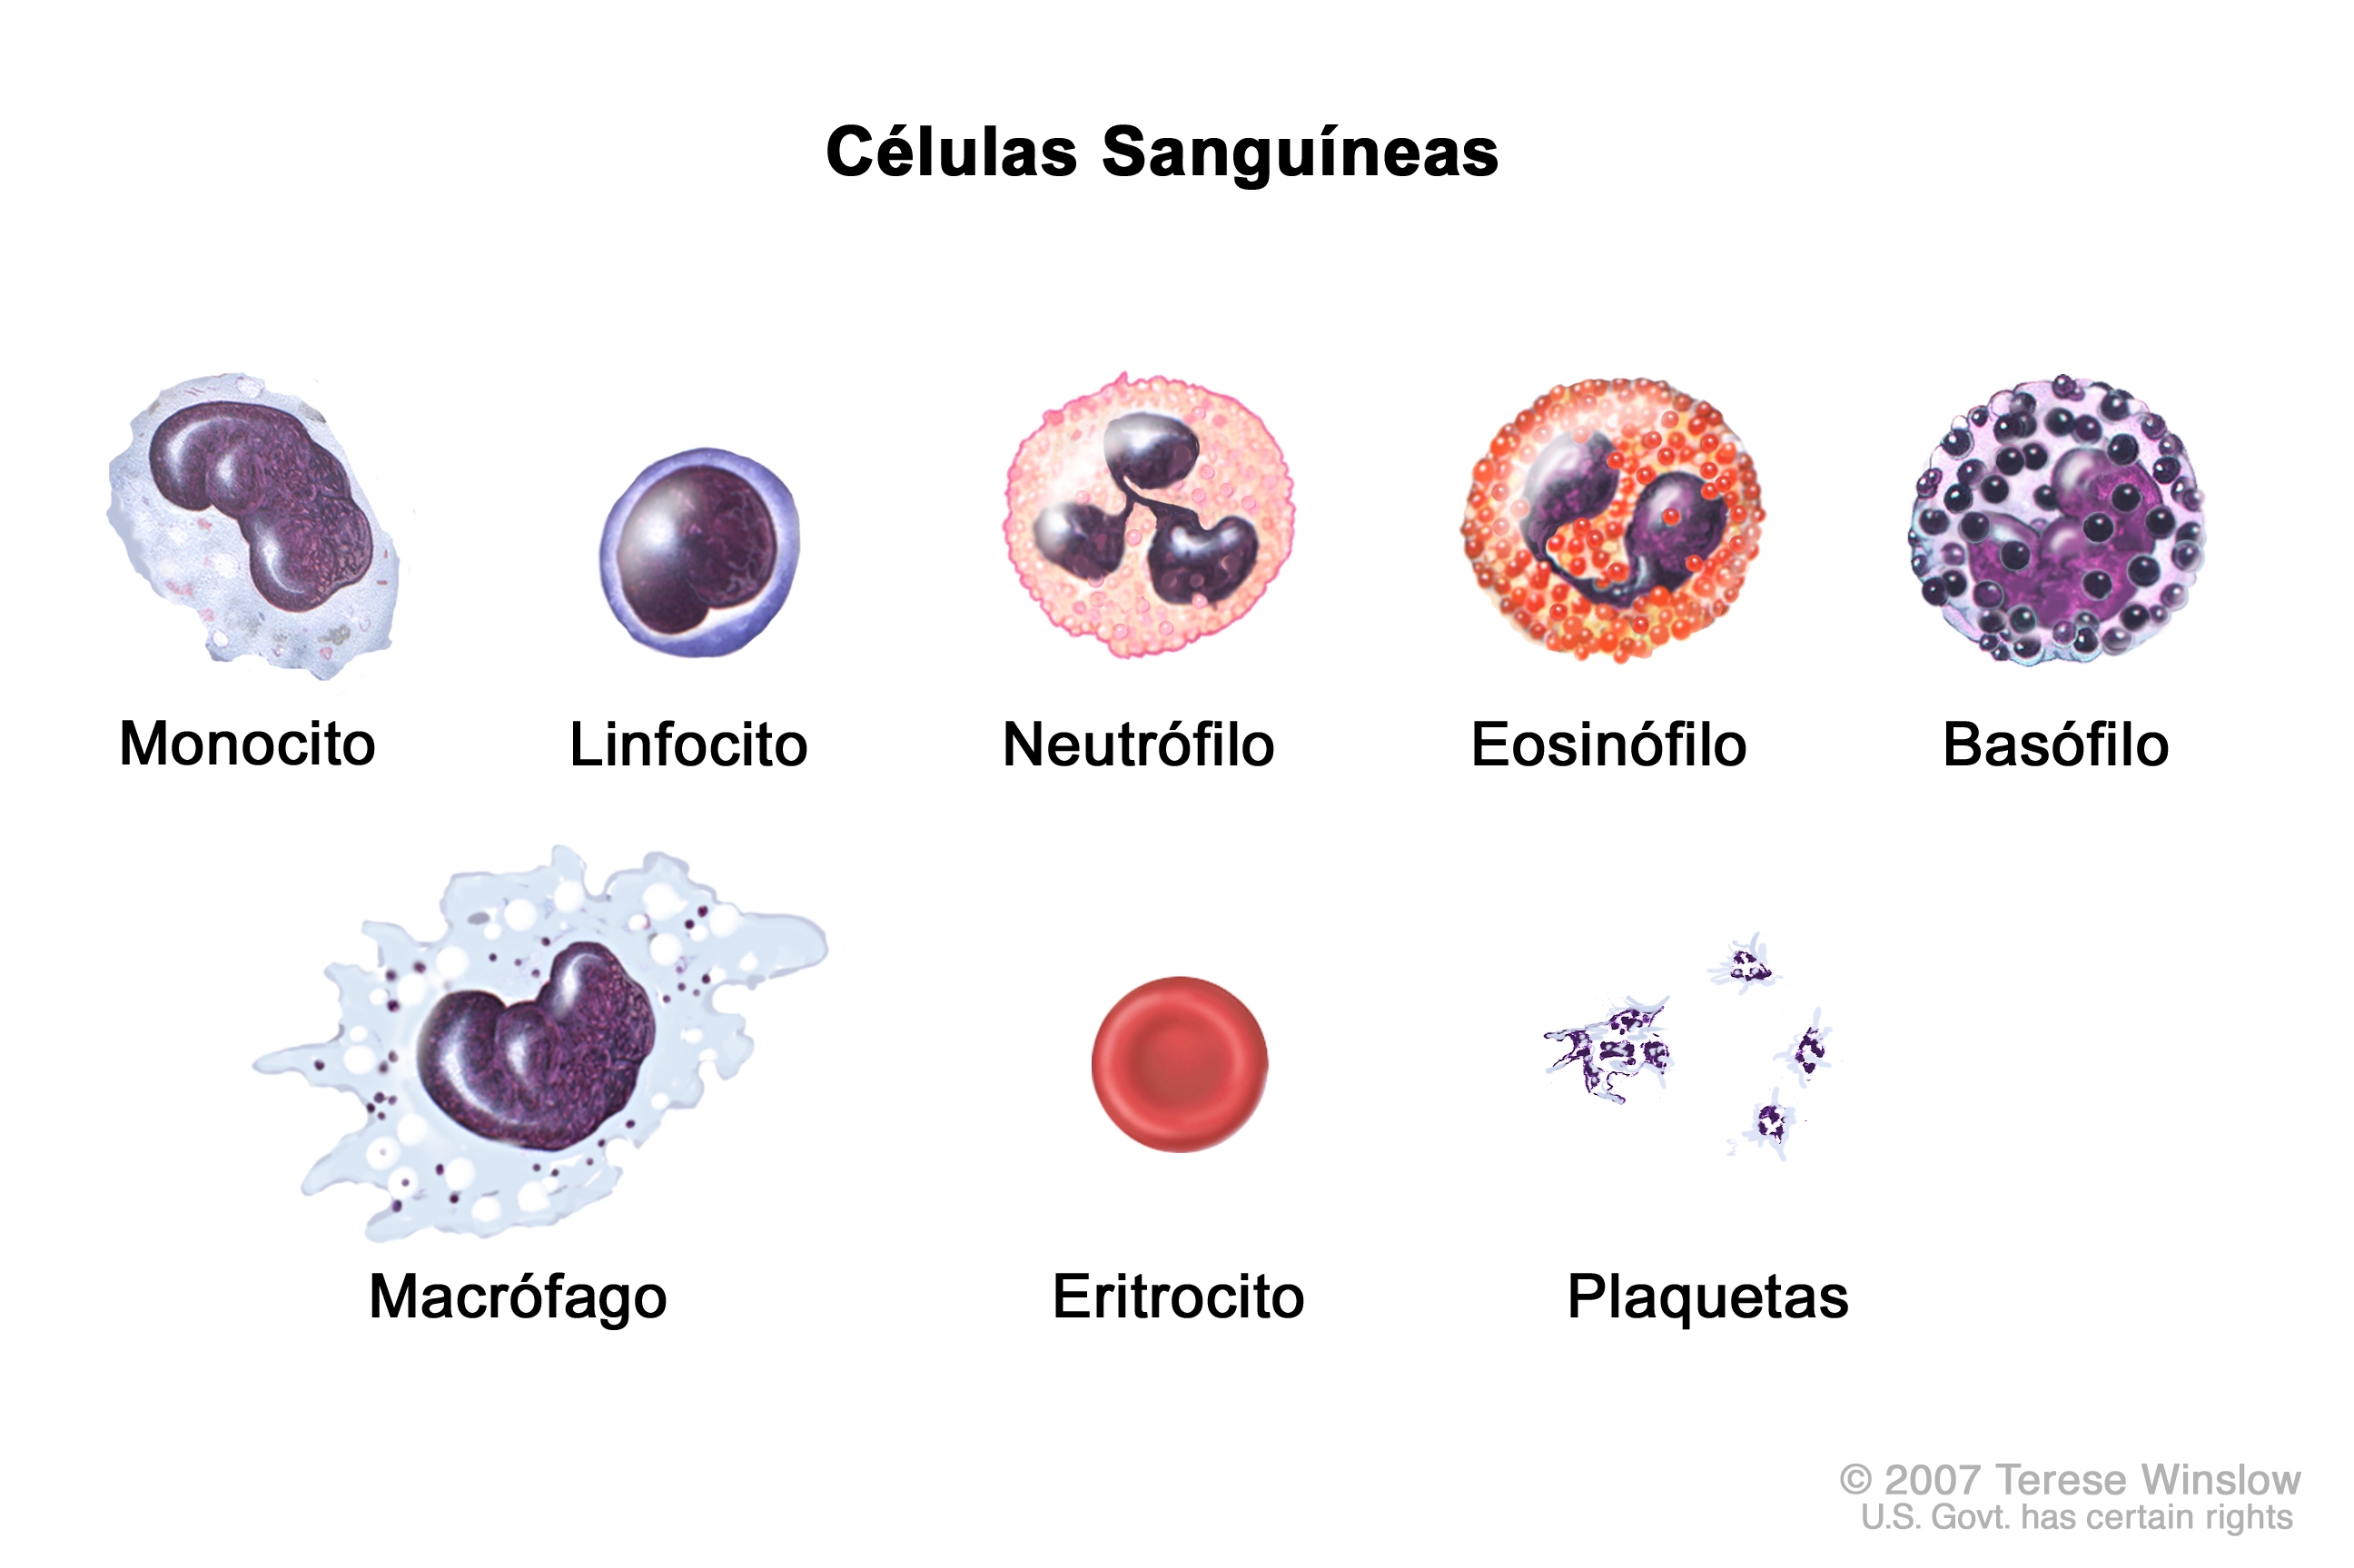 Células Sanguíneas
Monocito
Linfocito
Neutrófilo
Eosinófilo
Basófilo
Macrófago
Eritrocito
Plaquetas
© 2007 Terese Winslow
U.S. Govt. has certain rights